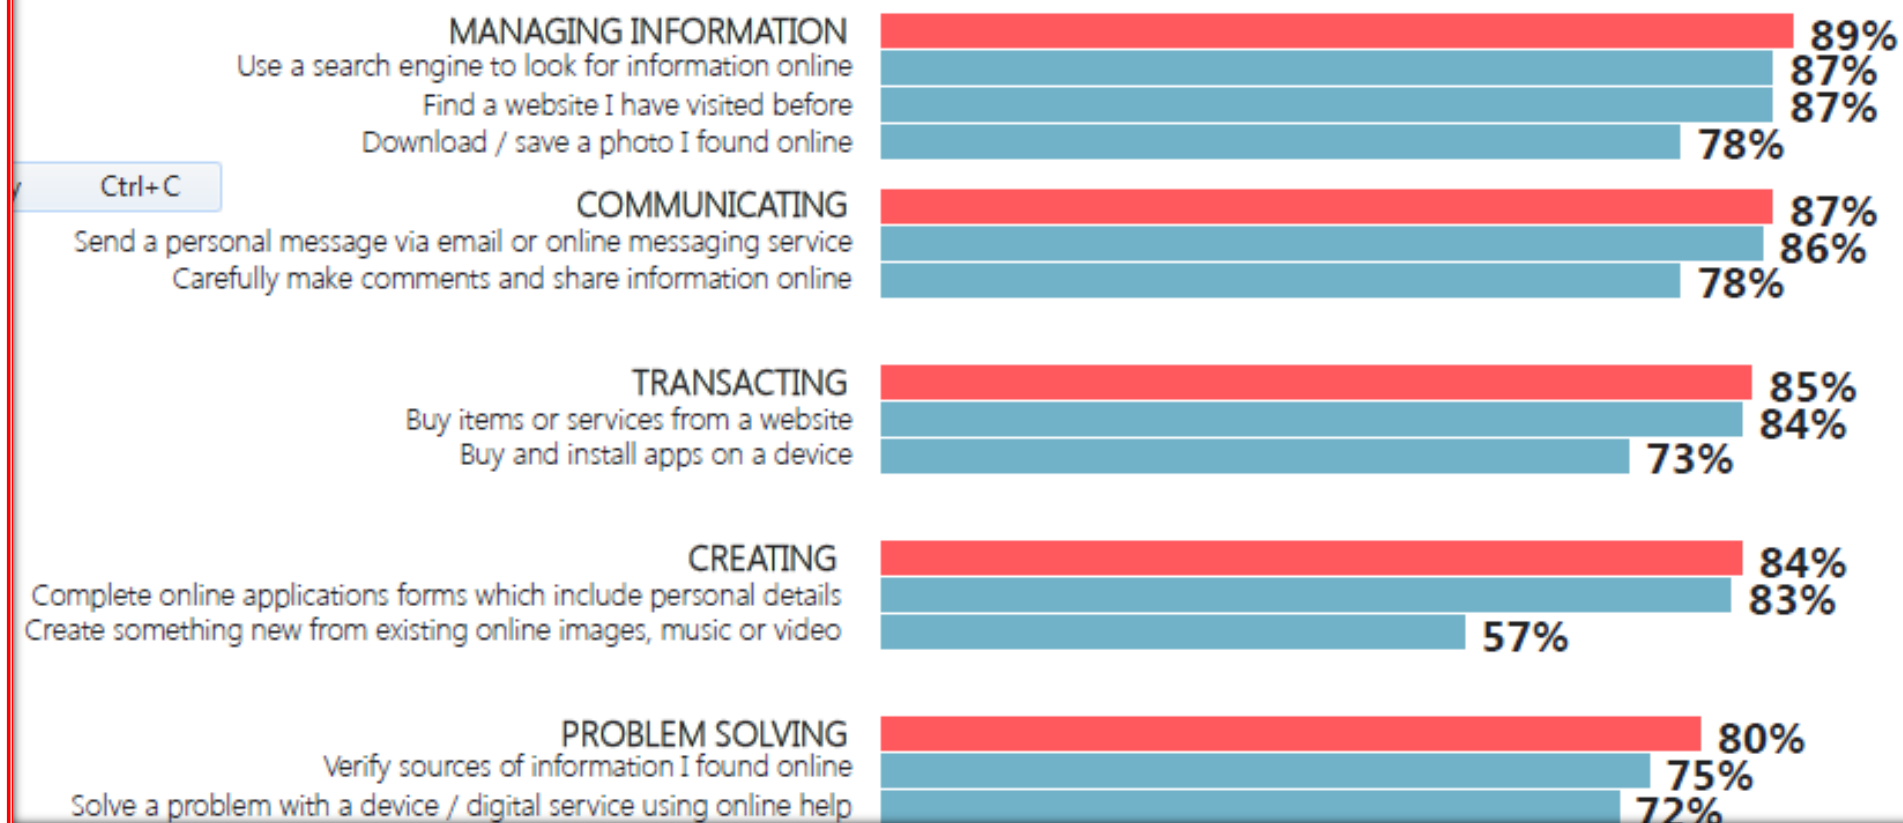 MANAGING INFORMATION 89%
Use a search engine to look for information online 87%
Find a website I have visited before 87%
Download / save a photo I found online 78%
y Ctrl+C
COMMUNICATING 87%
Send a personal message via email or online messaging service 86%
Carefully make comments and share information online 78%
TRANSACTING 85%
Buy items or services from a website 84%
Buy and install apps on a device 73%
CREATING 84%
Complete online applications forms which include personal details 83%
Create something new from existing online images, music or video 57%
PROBLEM SOLVING 80%
Verify sources of information I found online 75%
Solve a problem with a device / digital service using online help 72%